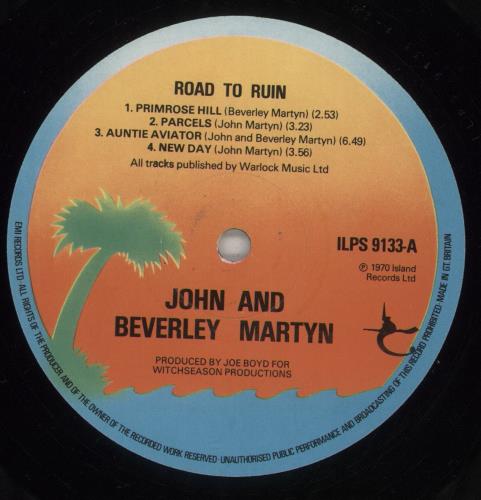 ROAD TO RUIN
1. PRIMROSE HILL (Beverley Martyn) (2.53)
2. PARCELS (John Martyn) (3.23)
3. AUNTIE AVIATOR (John and Beverley Martyn) (6.49)
4. NEW DAY (John Martyn) (3.56)
All tracks published by Warlock Music Ltd
ILPS 9133-A
℗ 1970 Island
Records Ltd
JOHN AND
BEVERLEY MARTYN
PRODUCED BY JOE BOYD FOR
WITCHSEASON PRODUCTIONS
EMI RECORDS LTD · ALL RIGHTS OF THE PRODUCER AND OF THE OWNER OF THE RECORDED WORK RESERVED · UNAUTHORISED PUBLIC PERFORMANCE AND BROADCASTING OF THIS RECORD PROHIBITED · MADE IN GT. BRITAIN